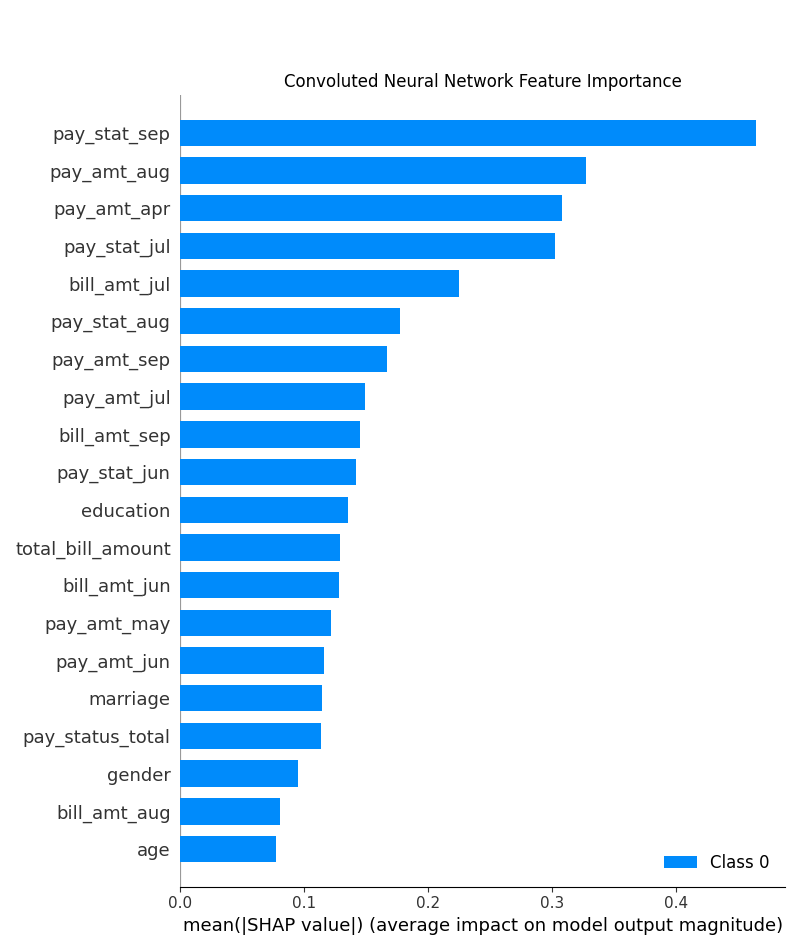 Convoluted Neural Network Feature Importance
pay_stat_sep
pay_amt_aug
pay_amt_apr
pay_stat_jul
bill_amt_jul
pay_stat_aug
pay_amt_sep
pay_amt_jul
bill_amt_sep
pay_stat_jun
education
total_bill_amount
bill_amt_jun
pay_amt_may
pay_amt_jun
marriage
pay_status_total
gender
bill_amt_aug
age
Class 0
0.0 0.1 0.2 0.3 0.4
mean(|SHAP value|) (average impact on model output magnitude)